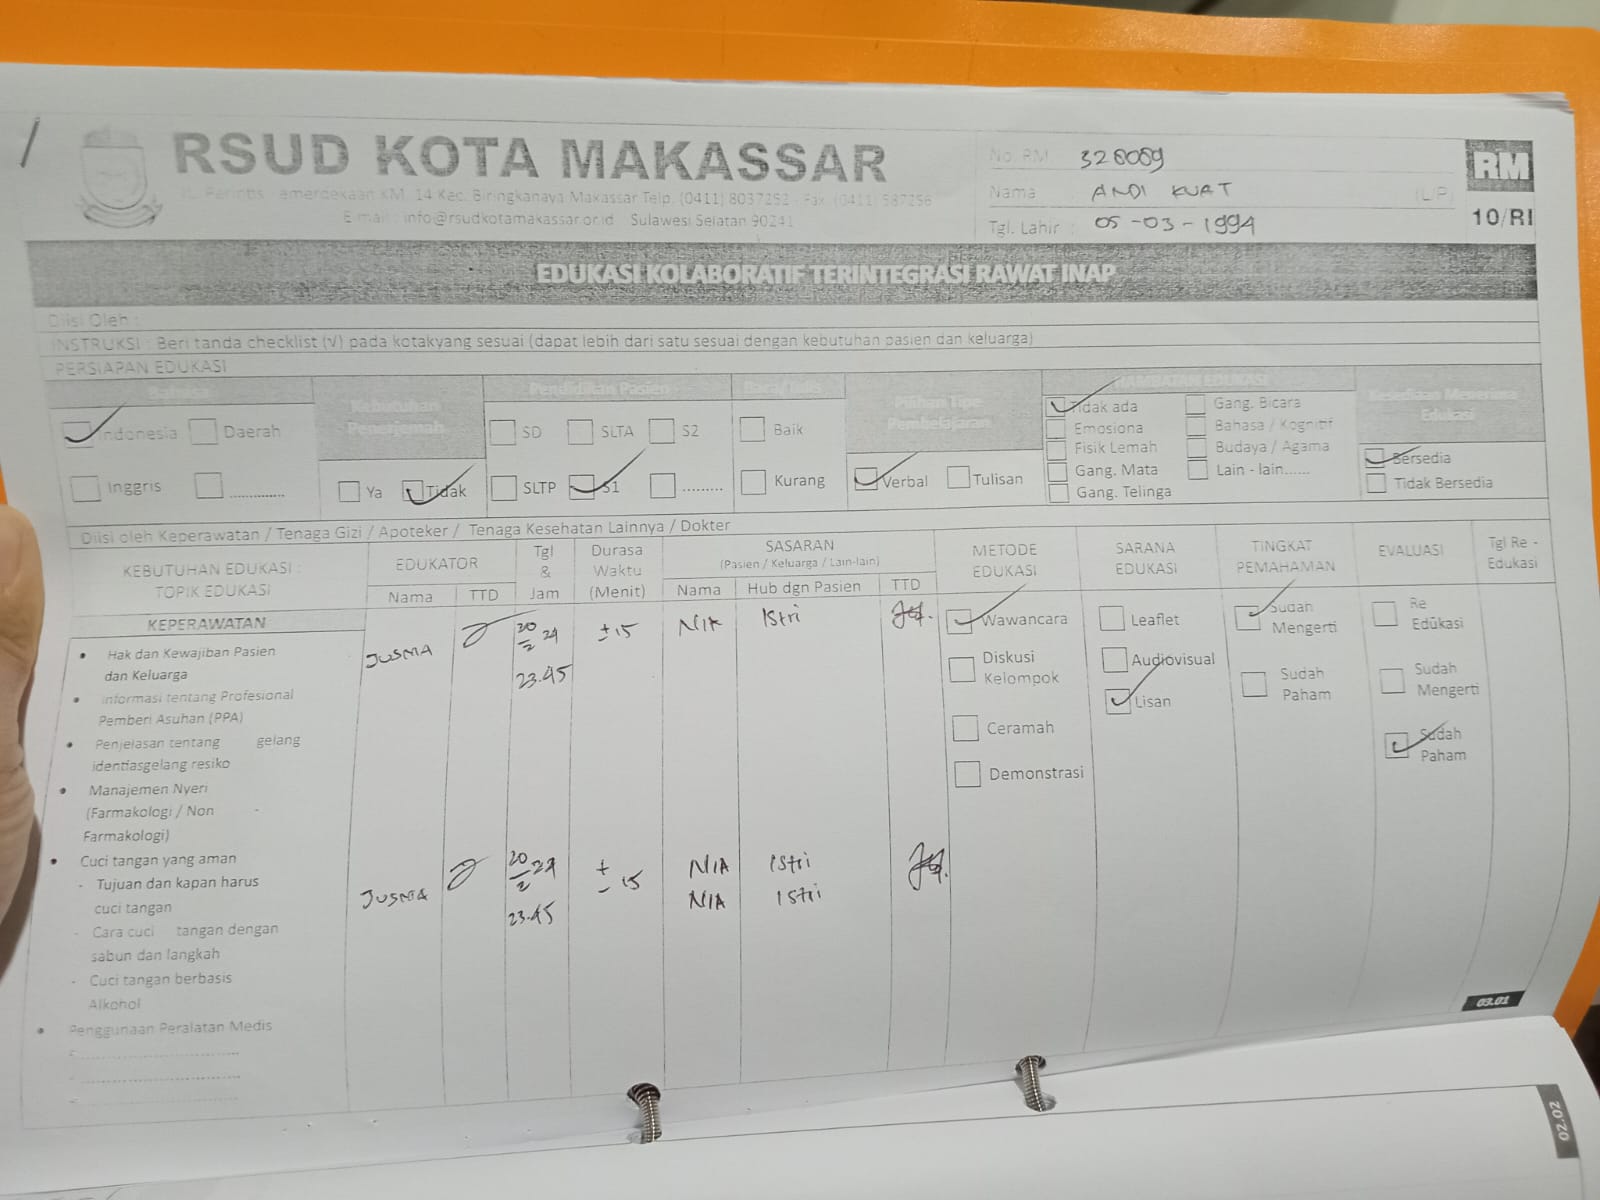 RSUD KOTA MAKASSAR
JL. Perintis Kemerdekaan KM. 14 Kec. Biringkanaya Makassar Telp. (0411) 8037252 - Fax. (0411) 587256
E mail : info@rsudkotamakassar.or.id Sulawesi Selatan 90241
No. RM 328089
Nama ANDI KUAT (L/P)
Tgl. Lahir : 05-03-1994
RM
10/RI
EDUKASI KOLABORATIF TERINTEGRASI RAWAT INAP
Diisi Oleh :
INSTRUKSI : Beri tanda checklist (√) pada kotakyang sesuai (dapat lebih dari satu sesuai dengan kebutuhan pasien dan keluarga)
PERSIAPAN EDUKASI
Bahasa
Indonesia Daerah
Inggris ..............
Kebutuhan
Penerjemah
Ya Tidak
Pendidikan Pasien
SD SLTA S2
SLTP S1 .........
Baca/Tulis
Baik
Kurang
Pilihan Tipe
Pembelajaran
Verbal Tulisan
HAMBATAN EDUKASI
Tidak ada Gang. Bicara
Emosiona Bahasa / Kognitif
Fisik Lemah Budaya / Agama
Gang. Mata Lain - lain......
Gang. Telinga
Kesediaan Menerima
Edukasi
Bersedia
Tidak Bersedia
Diisi oleh Keperawatan / Tenaga Gizi / Apoteker / Tenaga Kesehatan Lainnya / Dokter
KEBUTUHAN EDUKASI :
TOPIK EDUKASI
EDUKATOR
Nama TTD
Tgl
&
Jam
Durasa
Waktu
(Menit)
SASARAN
(Pasien / Keluarga / Lain-lain)
Nama Hub dgn Pasien TTD
METODE
EDUKASI
SARANA
EDUKASI
TINGKAT
PEMAHAMAN
EVALUASI
Tgl Re -
Edukasi
KEPERAWATAN
• Hak dan Kewajiban Pasien
dan Keluarga
• Informasi tentang Profesional
Pemberi Asuhan (PPA)
• Penjelasan tentang gelang
identiasgelang resiko
• Manajemen Nyeri
(Farmakologi / Non -
Farmakologi)
• Cuci tangan yang aman
- Tujuan dan kapan harus
cuci tangan
- Cara cuci tangan dengan
sabun dan langkah
- Cuci tangan berbasis
Alkohol
• Penggunaan Peralatan Medis
- ..............................
- ..............................
- ..............................
JUSMA
20/2 24
23.45
± 15
NIA
Istri
JUSMA
20/2 24
23.45
± 15
NIA Istri
NIA Istri
Wawancara
Diskusi
Kelompok
Ceramah
Demonstrasi
Leaflet
Audiovisual
Lisan
Sudah
Mengerti
Sudah
Paham
Re
Edukasi
Sudah
Mengerti
Sudah
Paham
03.01
02.02